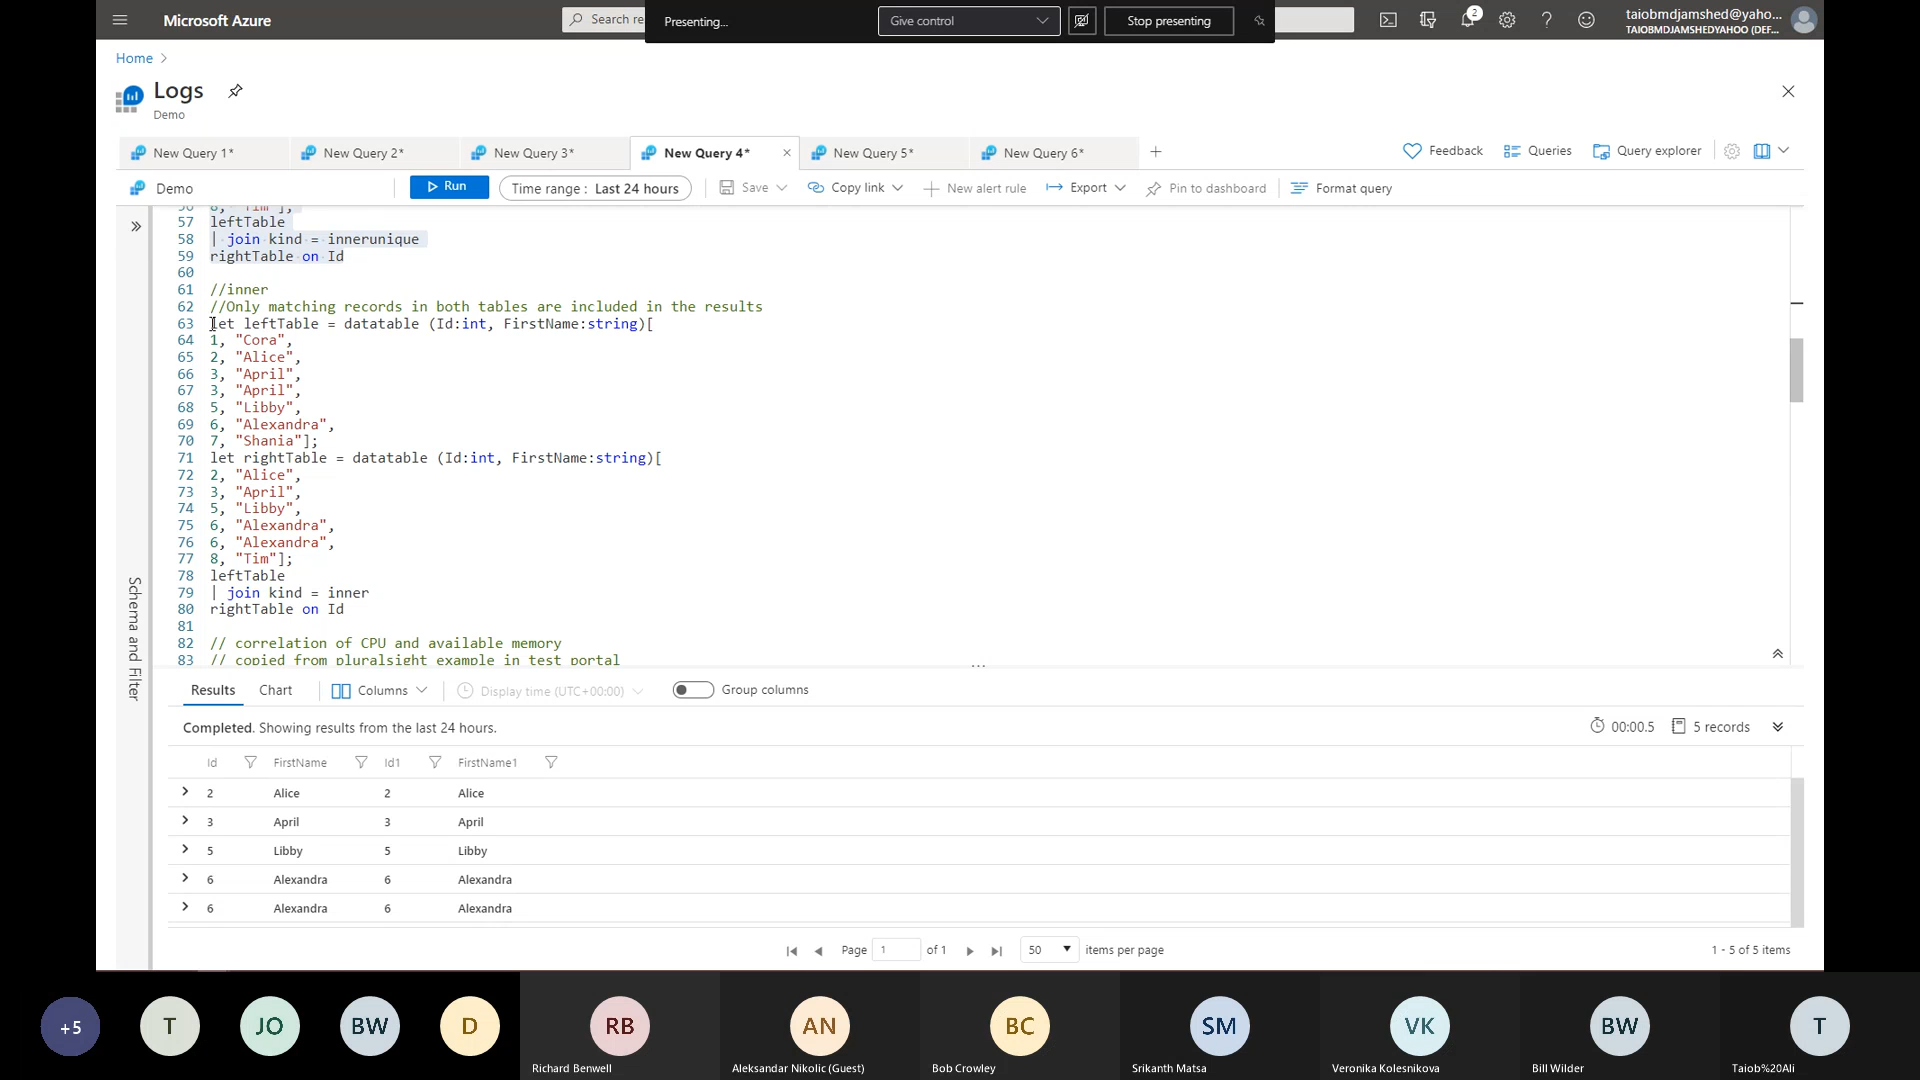 Microsoft Azure
Search re
Presenting...
Give control
Stop presenting
2
taiobmdjamshed@yaho...
TAIOBMDJAMSHEDYAHOO (DEF...
Home
Logs
Demo
New Query 1*
New Query 2*
New Query 3*
New Query 4*
New Query 5*
New Query 6*
Feedback
Queries
Query explorer
Demo
Run
Time range : Last 24 hours
Save
Copy link
New alert rule
Export
Pin to dashboard
Format query
Schema and Filter
56 8, "Tim"];
57 leftTable
58 | join kind = innerunique
59 rightTable on Id
60
61 //inner
62 //Only matching records in both tables are included in the results
63 let leftTable = datatable (Id:int, FirstName:string)[
64 1, "Cora",
65 2, "Alice",
66 3, "April",
67 3, "April",
68 5, "Libby",
69 6, "Alexandra",
70 7, "Shania"];
71 let rightTable = datatable (Id:int, FirstName:string)[
72 2, "Alice",
73 3, "April",
74 5, "Libby",
75 6, "Alexandra",
76 6, "Alexandra",
77 8, "Tim"];
78 leftTable
79 | join kind = inner
80 rightTable on Id
81
82 // correlation of CPU and available memory
83 // copied from pluralsight example in test portal
Results
Chart
Columns
Display time (UTC+00:00)
Group columns
Completed. Showing results from the last 24 hours.
00:00.5
5 records
Id FirstName Id1 FirstName1
2 Alice 2 Alice
3 April 3 April
5 Libby 5 Libby
6 Alexandra 6 Alexandra
6 Alexandra 6 Alexandra
Page 1 of 1
50 items per page
1 - 5 of 5 items
+5
T
JO
BW
D
RB
AN
BC
SM
VK
BW
T
Richard Benwell
Aleksandar Nikolic (Guest)
Bob Crowley
Srikanth Matsa
Veronika Kolesnikova
Bill Wilder
Taiob%20Ali